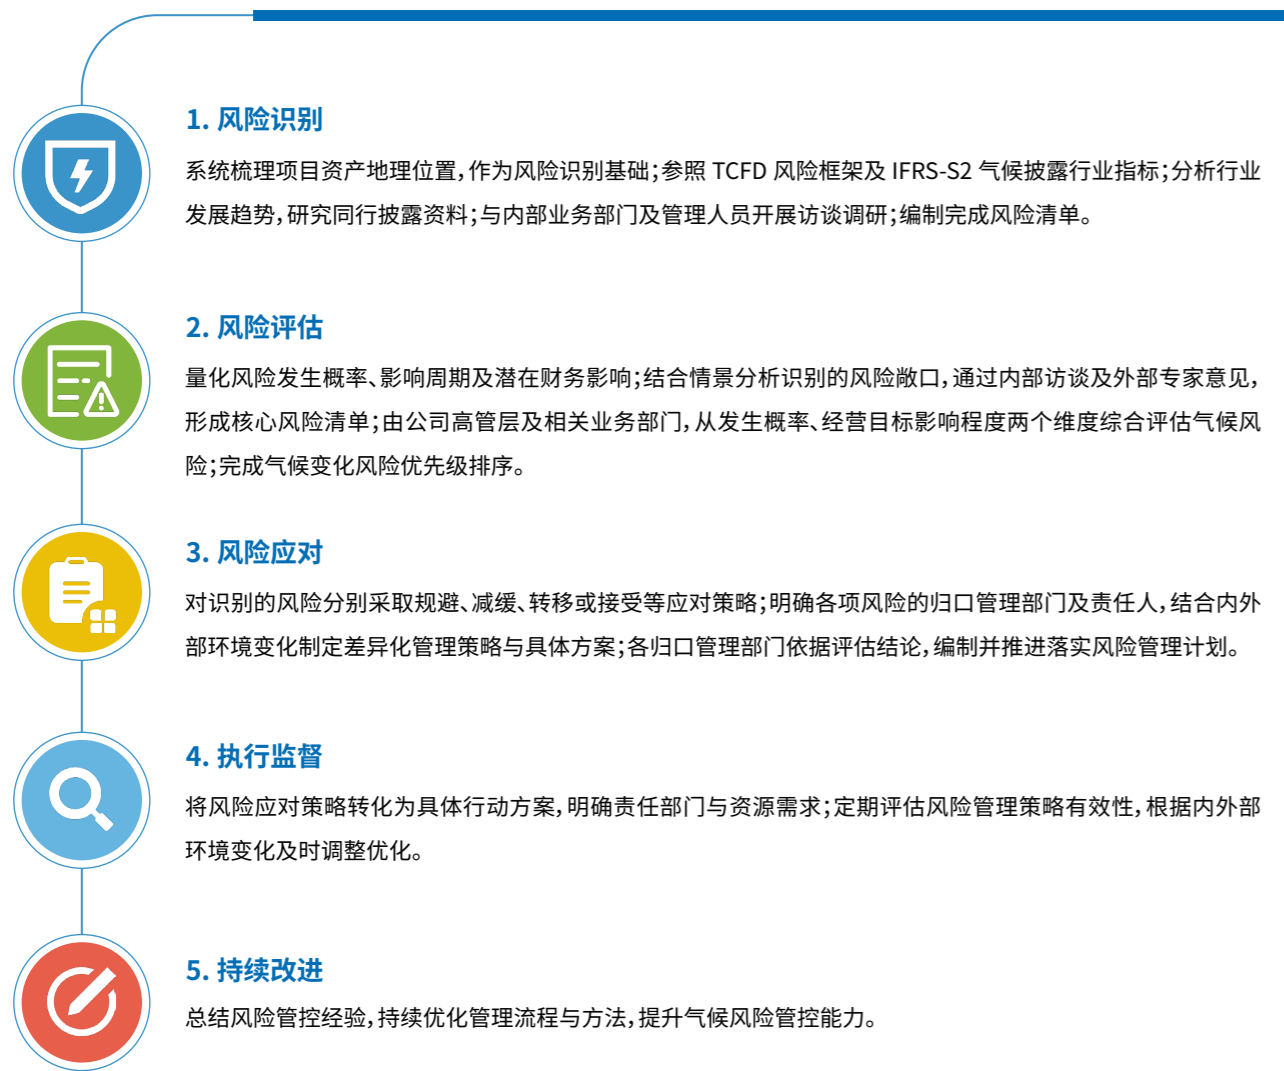 1. 风险识别
系统梳理项目资产地理位置，作为风险识别基础；参照 TCFD 风险框架及 IFRS-S2 气候披露行业指标；分析行业
发展趋势，研究同行披露资料；与内部业务部门及管理人员开展访谈调研；编制完成风险清单。
2. 风险评估
量化风险发生概率、影响周期及潜在财务影响；结合情景分析识别的风险敞口，通过内部访谈及外部专家意见，
形成核心风险清单；由公司高管层及相关业务部门，从发生概率、经营目标影响程度两个维度综合评估气候风
险；完成气候变化风险优先级排序。
3. 风险应对
对识别的风险分别采取规避、减缓、转移或接受等应对策略；明确各项风险的归口管理部门及责任人，结合内外
部环境变化制定差异化管理策略与具体方案；各归口管理部门依据评估结论，编制并推进落实风险管理计划。
4. 执行监督
将风险应对策略转化为具体行动方案，明确责任部门与资源需求；定期评估风险管理策略有效性，根据内外部
环境变化及时调整优化。
5. 持续改进
总结风险管控经验，持续优化管理流程与方法，提升气候风险管控能力。